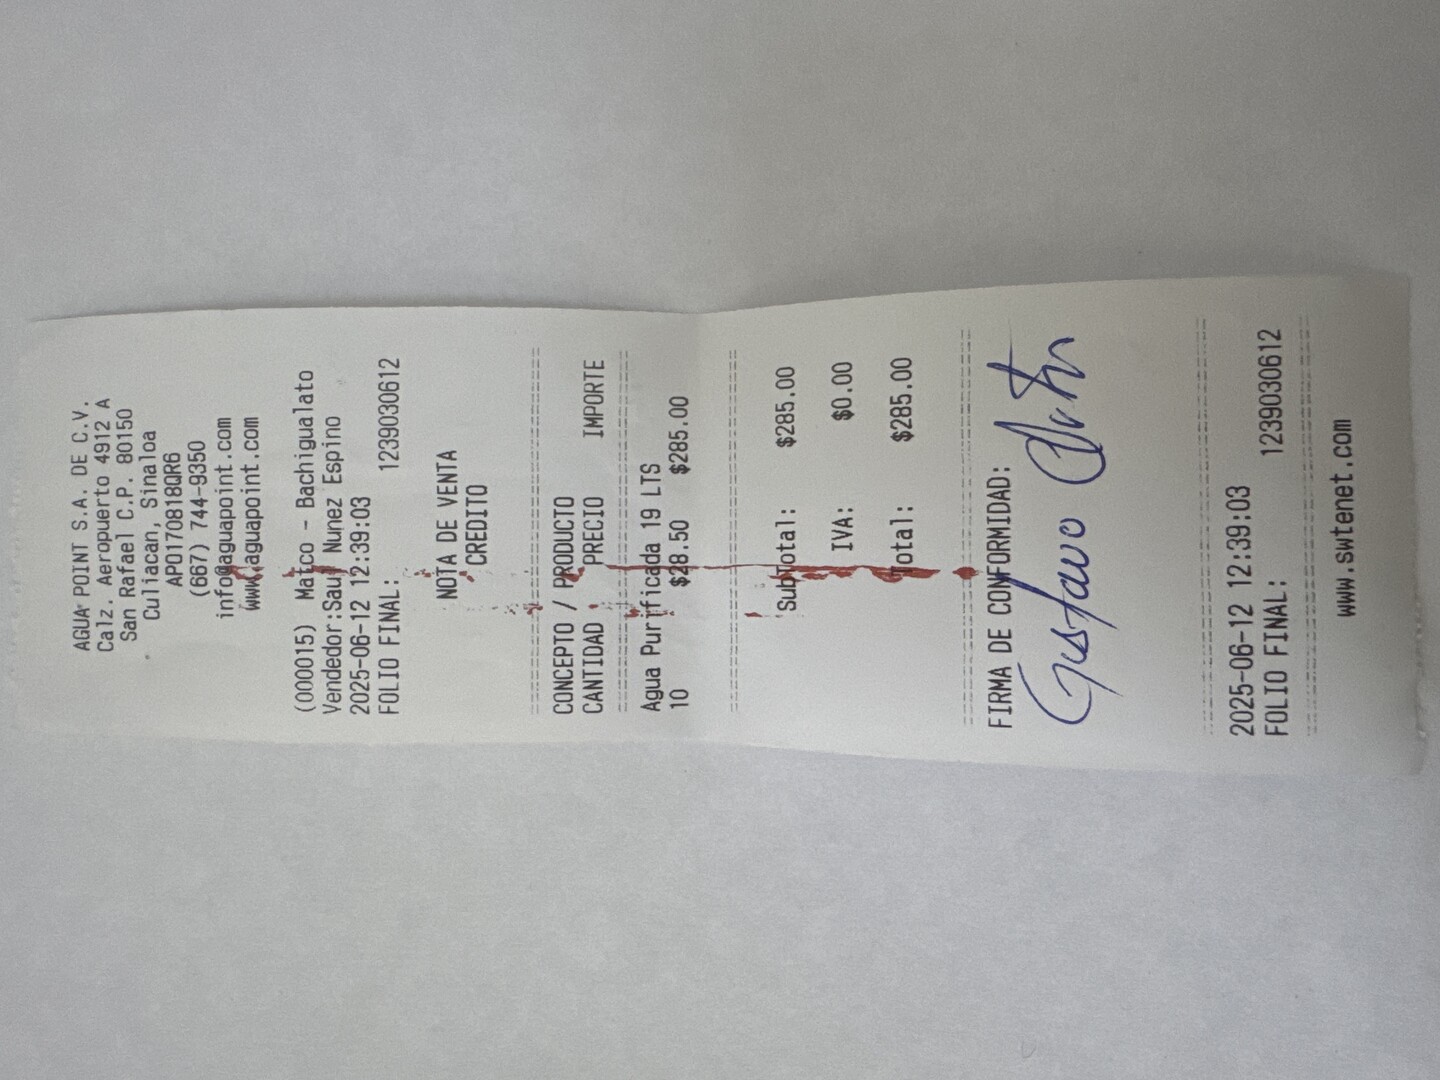 AGUA POINT S.A. DE C.V.
Calz. Aeropuerto 4912 A
San Rafael C.P. 80150
Culiacan, Sinaloa
APO170818QR6
(667) 744-9350
info@aguapoint.com
www.aguapoint.com
(000015) Matco - Bachigualato
Vendedor:Saul Nunez Espino
2025-06-12 12:39:03
FOLIO FINAL: 1239030612
NOTA DE VENTA
CREDITO
CONCEPTO / PRODUCTO
CANTIDAD PRECIO IMPORTE
Agua Purificada 19 LTS
10 $28.50 $285.00
SubTotal: $285.00
IVA: $0.00
Total: $285.00
FIRMA DE CONFORMIDAD:
Gustavo
2025-06-12 12:39:03
FOLIO FINAL: 1239030612
www.swtenet.com